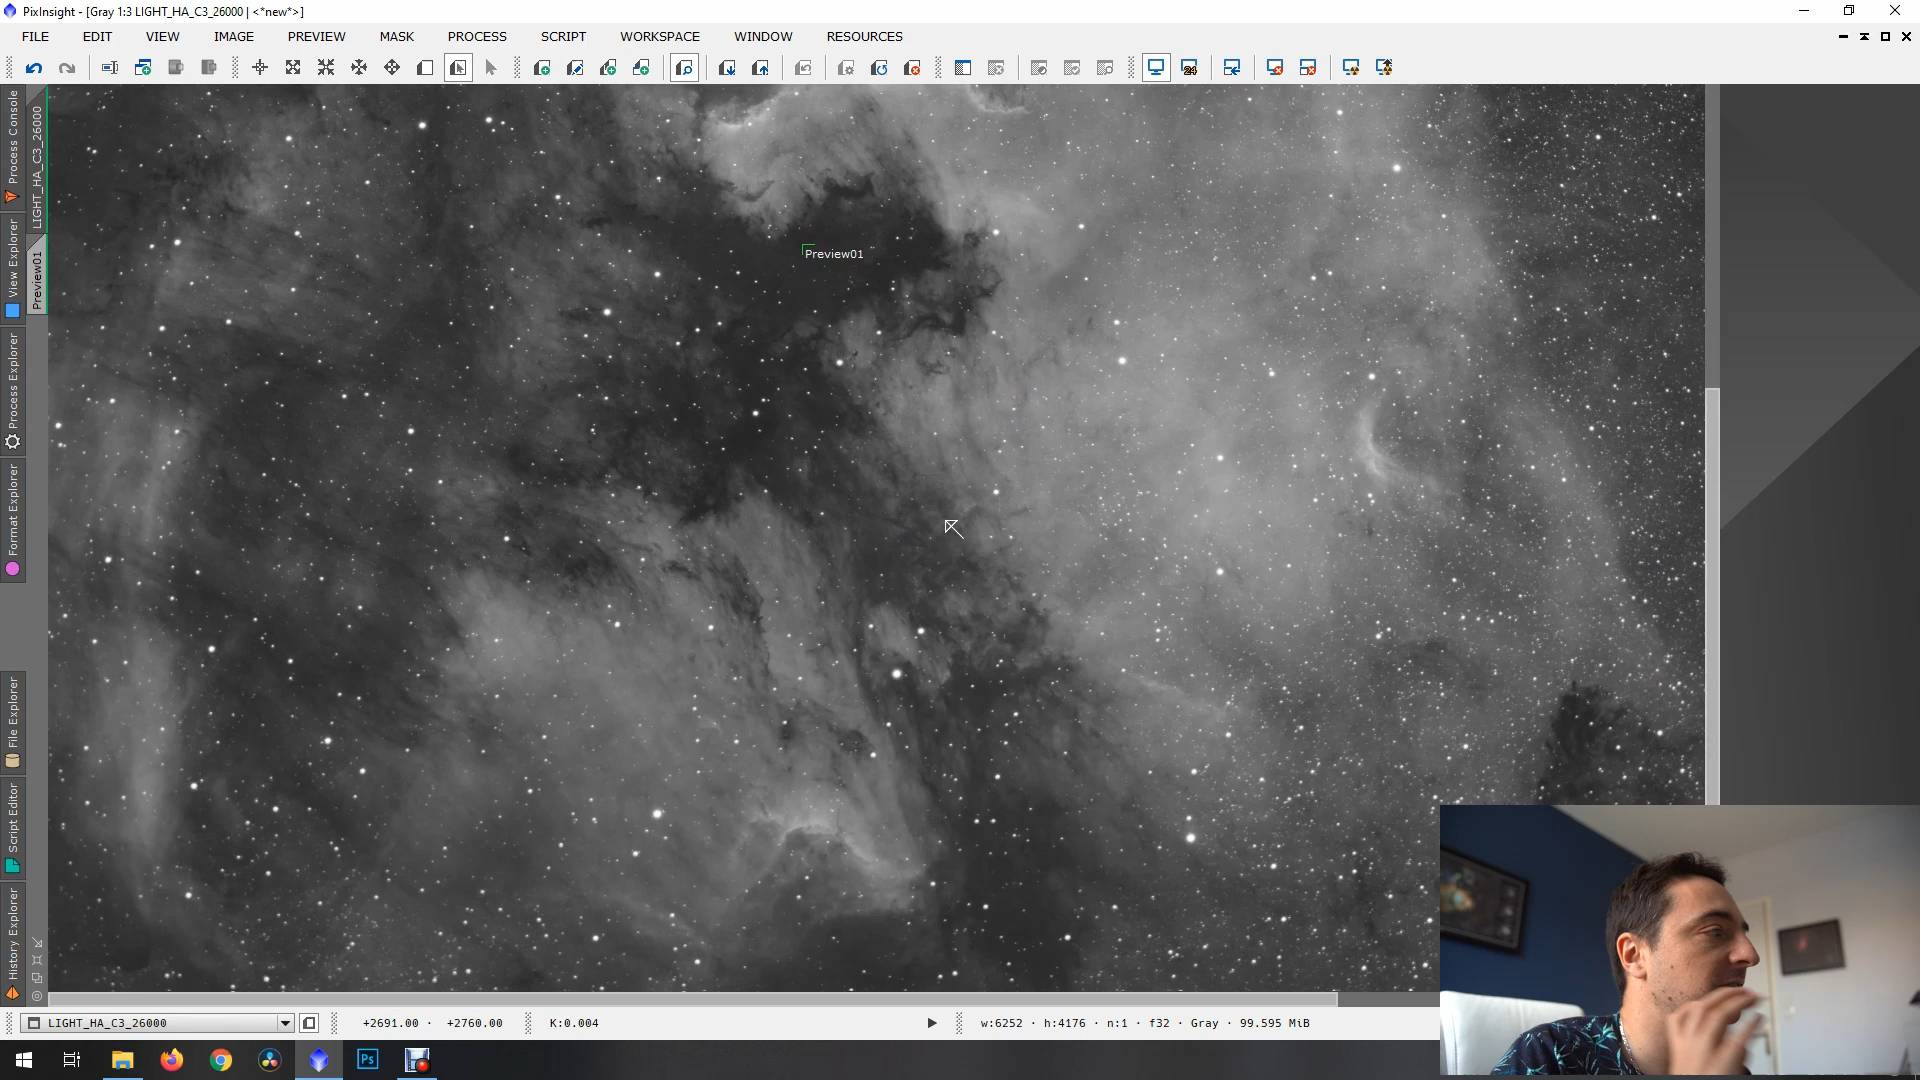 PixInsight - [Gray 1:3 LIGHT_HA_C3_26000 | <*new*>]
FILE EDIT VIEW IMAGE PREVIEW MASK PROCESS SCRIPT WORKSPACE WINDOW RESOURCES
24
Process Console
View Explorer
Process Explorer
Format Explorer
File Explorer
Script Editor
History Explorer
LIGHT_HA_C3_26000
Preview01
Preview01
LIGHT_HA_C3_26000 +2691.00 · +2760.00 K:0.004 w:6252 · h:4176 · n:1 · f32 · Gray · 99.595 MiB
Ps